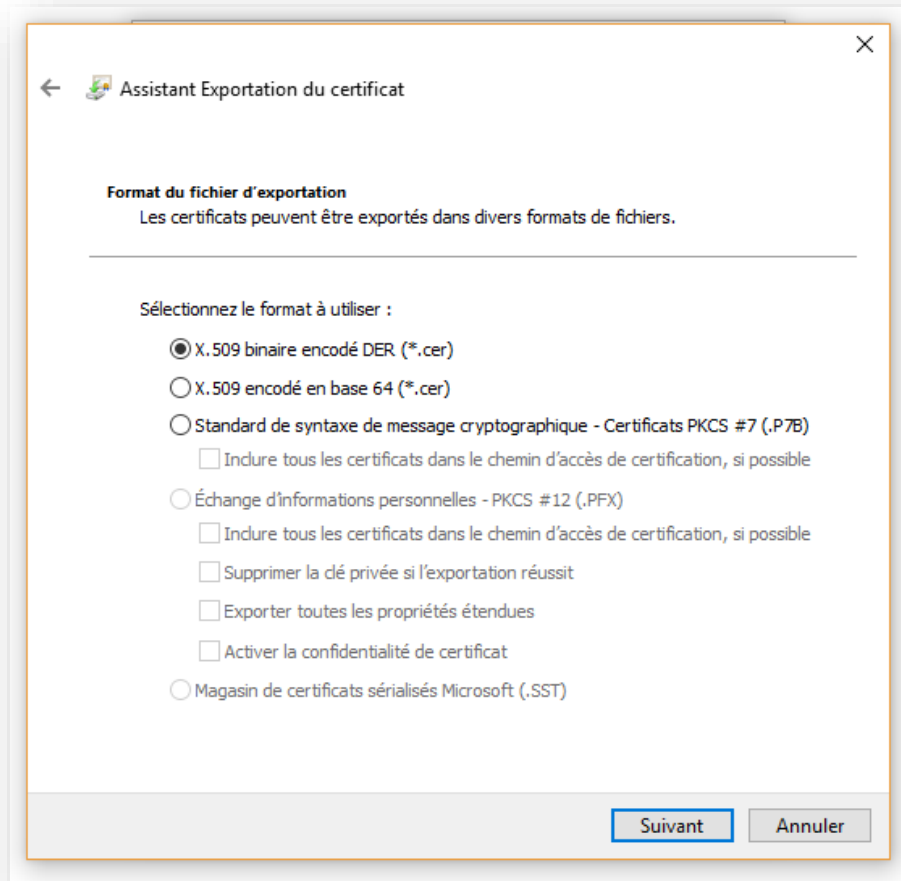 Assistant Exportation du certificat
Format du fichier d'exportation
Les certificats peuvent être exportés dans divers formats de fichiers.
Sélectionnez le format à utiliser :
X.509 binaire encodé DER (*.cer)
X.509 encodé en base 64 (*.cer)
Standard de syntaxe de message cryptographique - Certificats PKCS #7 (.P7B)
Inclure tous les certificats dans le chemin d'accès de certification, si possible
Échange d'informations personnelles - PKCS #12 (.PFX)
Inclure tous les certificats dans le chemin d'accès de certification, si possible
Supprimer la clé privée si l'exportation réussit
Exporter toutes les propriétés étendues
Activer la confidentialité de certificat
Magasin de certificats sérialisés Microsoft (.SST)
Suivant Annuler